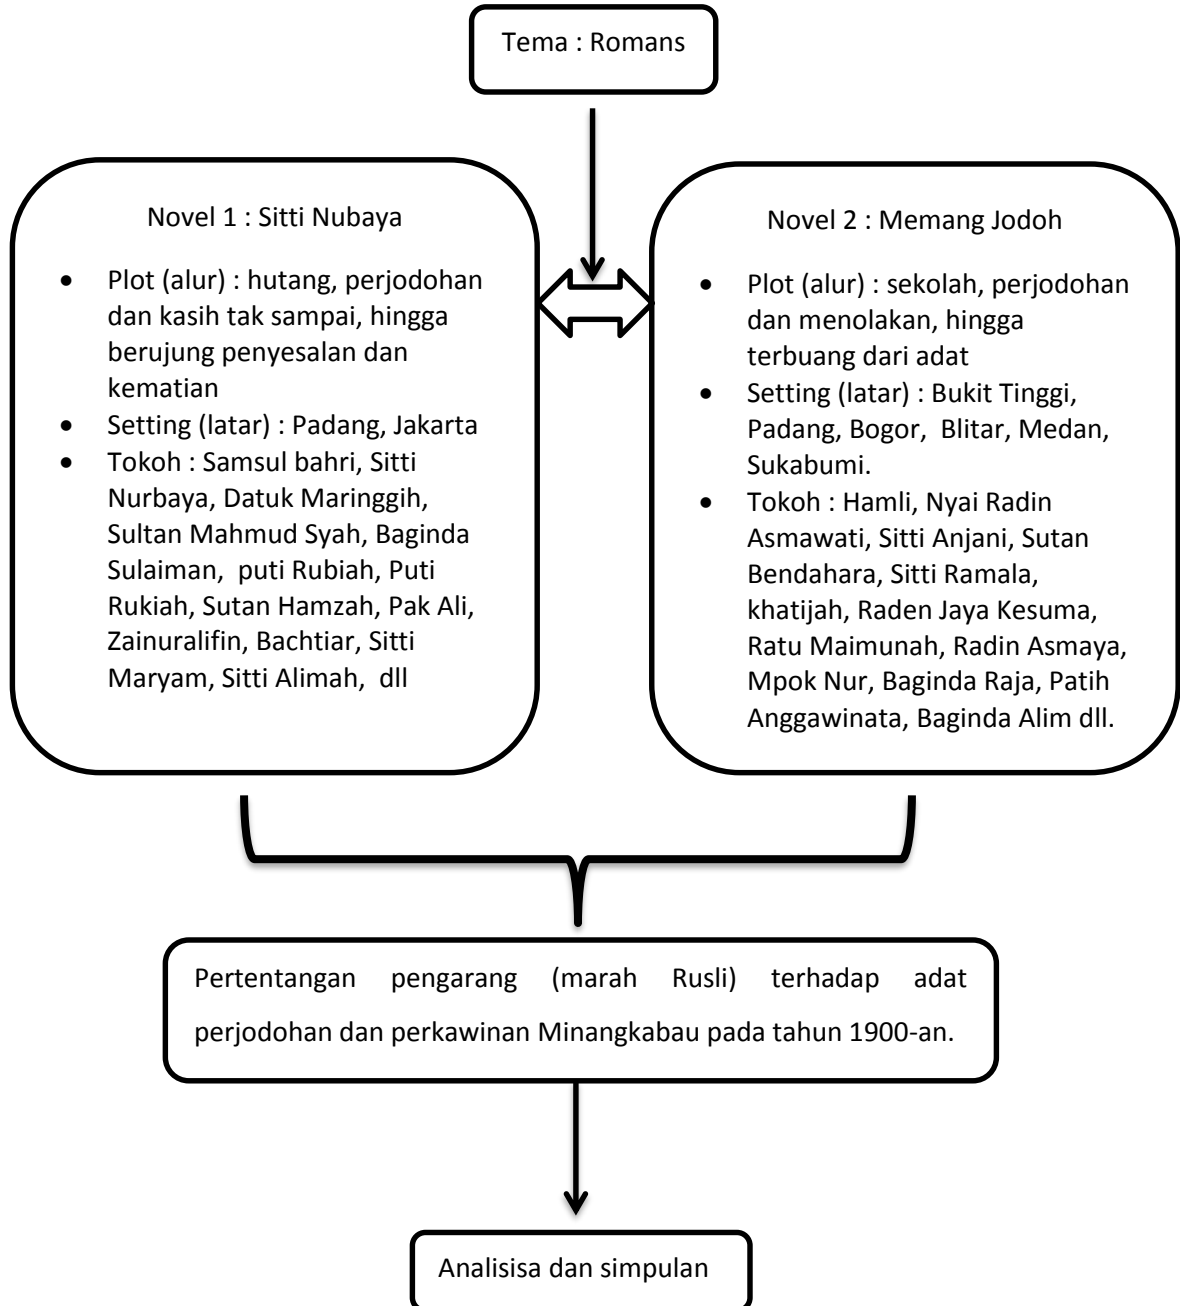 Tema : Romans
Novel 1 : Sitti Nubaya
• Plot (alur) : hutang, perjodohan
dan kasih tak sampai, hingga
berujung penyesalan dan
kematian
• Setting (latar) : Padang, Jakarta
• Tokoh : Samsul bahri, Sitti
Nurbaya, Datuk Maringgih,
Sultan Mahmud Syah, Baginda
Sulaiman, puti Rubiah, Puti
Rukiah, Sutan Hamzah, Pak Ali,
Zainuralifin, Bachtiar, Sitti
Maryam, Sitti Alimah, dll
Novel 2 : Memang Jodoh
• Plot (alur) : sekolah, perjodohan
dan menolakan, hingga
terbuang dari adat
• Setting (latar) : Bukit Tinggi,
Padang, Bogor, Blitar, Medan,
Sukabumi.
• Tokoh : Hamli, Nyai Radin
Asmawati, Sitti Anjani, Sutan
Bendahara, Sitti Ramala,
khatijah, Raden Jaya Kesuma,
Ratu Maimunah, Radin Asmaya,
Mpok Nur, Baginda Raja, Patih
Anggawinata, Baginda Alim dll.
Pertentangan pengarang (marah Rusli) terhadap adat
perjodohan dan perkawinan Minangkabau pada tahun 1900-an.
Analisisa dan simpulan